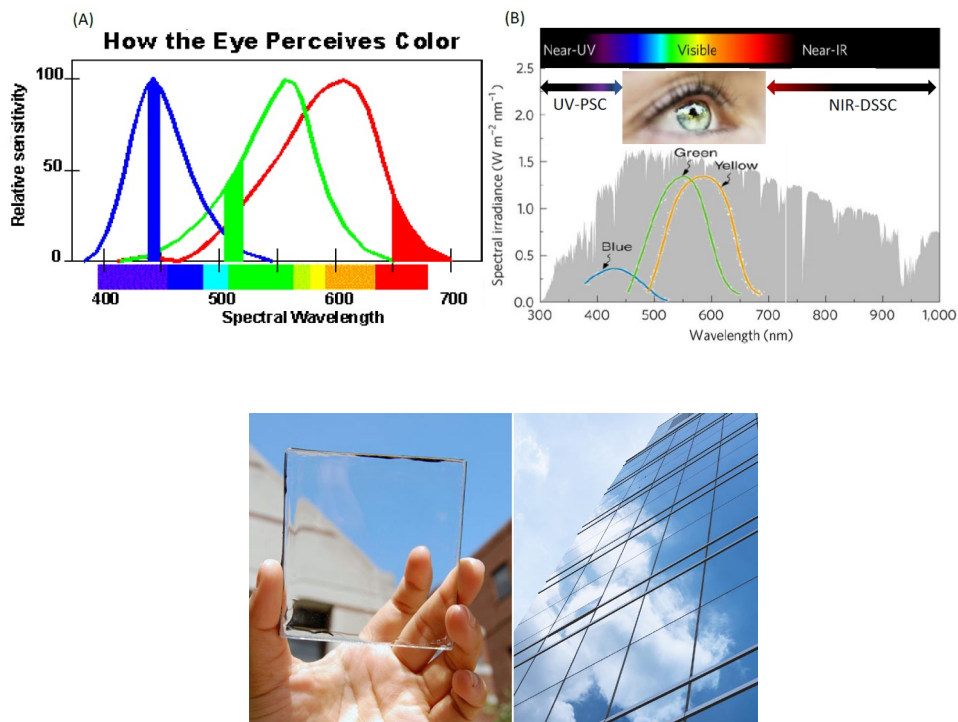 (A)
How the Eye Perceives Color
Relative sensitivity
100
50
0
400 500 600 700
Spectral Wavelength
(B)
Near-UV Visible Near-IR
UV-PSC NIR-DSSC
Spectral irradiance (W m⁻² nm⁻¹)
2.5
2.0
1.5
1.0
0.5
0.0
Green
Yellow
Blue
300 400 500 600 700 800 900 1,000
Wavelength (nm)